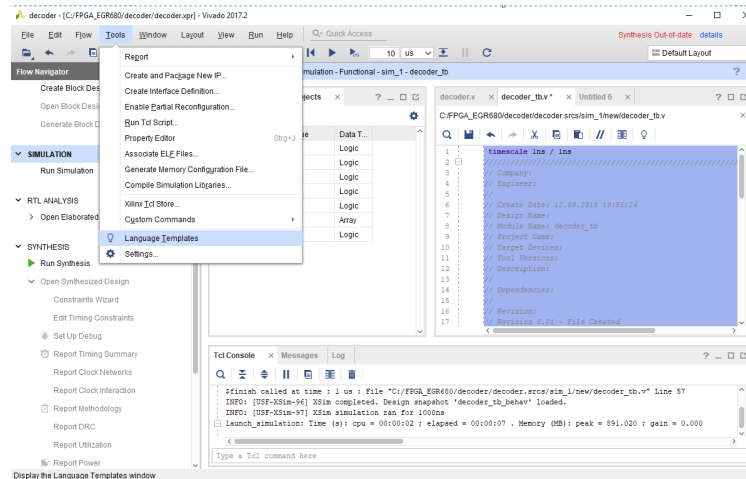 decoder - [C:/FPGA_EGR680/decoder/decoder.xpr] - Vivado 2017.2
File Edit Flow Tools Window Layout View Run Help Quick Access
Synthesis Out-of-date details
10 us
Default Layout
Flow Navigator
mulation - Functional - sim_1 - decoder_tb
?
Create Block Des
Open Block Desi
Generate Block D
SIMULATION
Run Simulation
RTL ANALYSIS
Open Elaborated
SYNTHESIS
Run Synthesis
Open Synthesized Design
Constraints Wizard
Edit Timing Constraints
Set Up Debug
Report Timing Summary
Report Clock Networks
Report Clock Interaction
Report Methodology
Report DRC
Report Utilization
Report Power
Report
Create and Package New IP...
Create Interface Definition...
Enable Partial Reconfiguration...
Run Tcl Script...
Property Editor Strg+J
Associate ELF Files...
Generate Memory Configuration File...
Compile Simulation Libraries...
Xilinx Tcl Store...
Custom Commands
Language Templates
Settings...
jects
ue Data T...
Logic
Logic
Logic
Logic
Logic
Array
Logic
decoder.v decoder_tb.v * Untitled 6
C:/FPGA_EGR680/decoder/decoder.srcs/sim_1/new/decoder_tb.v
1 `timescale 1ns / 1ns
2 //////////////////////////////////////////////////
3 // Company:
4 // Engineer:
5 //
6 // Create Date: 12.09.2018 19:51:24
7 // Design Name:
8 // Module Name: decoder_tb
9 // Project Name:
10 // Target Devices:
11 // Tool Versions:
12 // Description:
13 //
14 // Dependencies:
15 //
16 // Revision:
17 // Revision 0.01 - File Created
Tcl Console Messages Log
$finish called at time : 1 us : File "C:/FPGA_EGR680/decoder/decoder.srcs/sim_1/new/decoder_tb.v" Line 57
INFO: [USF-XSim-96] XSim completed. Design snapshot 'decoder_tb_behav' loaded.
INFO: [USF-XSim-97] XSim simulation ran for 1000ns
launch_simulation: Time (s): cpu = 00:00:02 ; elapsed = 00:00:07 . Memory (MB): peak = 891.020 ; gain = 0.000
Type a Tcl command here
Display the Language Templates window